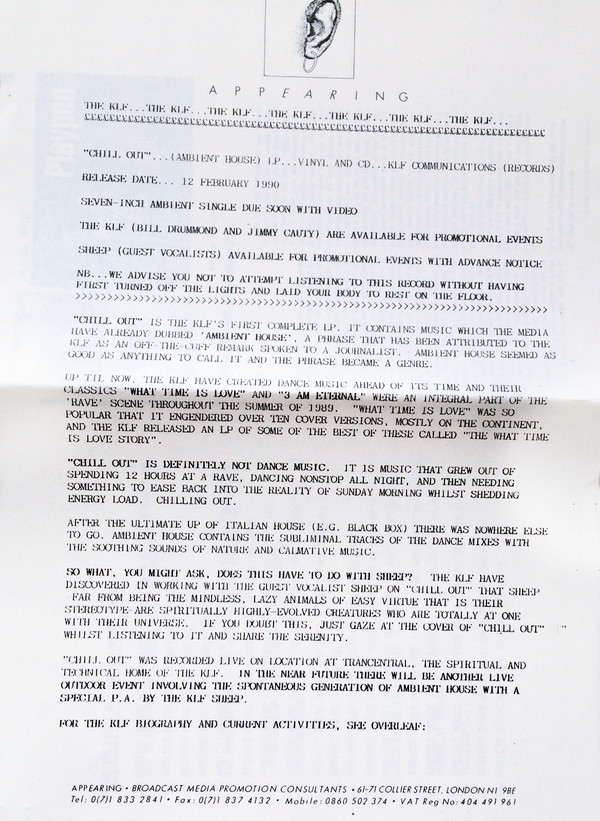 APPEARING
THE KLF...THE KLF...THE KLF...THE KLF...THE KLF...THE KLF...THE KLF...
£££££££££££££££££££££££££££££££££££££££££££££££££££££££££££££££££££££
"CHILL OUT"...(AMBIENT HOUSE) LP...VINYL AND CD...KLF COMMUNICATIONS (RECORDS)
RELEASE DATE... 12 FEBRUARY 1990
SEVEN-INCH AMBIENT SINGLE DUE SOON WITH VIDEO
THE KLF (BILL DRUMMOND AND JIMMY CAUTY) ARE AVAILABLE FOR PROMOTIONAL EVENTS
SHEEP (GUEST VOCALISTS) AVAILABLE FOR PROMOTIONAL EVENTS WITH ADVANCE NOTICE
NB...WE ADVISE YOU NOT TO ATTEMPT LISTENING TO THIS RECORD WITHOUT HAVING
FIRST TURNED OFF THE LIGHTS AND LAID YOUR BODY TO REST ON THE FLOOR.
>>>>>>>>>>>>>>>>>>>>>>>>>>>>>>>>>>>>>>>>>>>>>>>>>>>>>>>>>>>>>>>>>>>>>
"CHILL OUT" IS THE KLF'S FIRST COMPLETE LP. IT CONTAINS MUSIC WHICH THE MEDIA
HAVE ALREADY DUBBED 'AMBIENT HOUSE', A PHRASE THAT HAS BEEN ATTRIBUTED TO THE
KLF AS AN OFF-THE-CUFF REMARK SPOKEN TO A JOURNALIST. AMBIENT HOUSE SEEMED AS
GOOD AS ANYTHING TO CALL IT AND THE PHRASE BECAME A GENRE.
UP TIL NOW, THE KLF HAVE CREATED DANCE MUSIC AHEAD OF ITS TIME AND THEIR
CLASSICS "WHAT TIME IS LOVE" AND "3 AM ETERNAL" WERE AN INTEGRAL PART OF THE
'RAVE' SCENE THROUGHOUT THE SUMMER OF 1989. "WHAT TIME IS LOVE" WAS SO
POPULAR THAT IT ENGENDERED OVER TEN COVER VERSIONS, MOSTLY ON THE CONTINENT,
AND THE KLF RELEASED AN LP OF SOME OF THE BEST OF THESE CALLED "THE WHAT TIME
IS LOVE STORY".
"CHILL OUT" IS DEFINITELY NOT DANCE MUSIC. IT IS MUSIC THAT GREW OUT OF
SPENDING 12 HOURS AT A RAVE, DANCING NONSTOP ALL NIGHT, AND THEN NEEDING
SOMETHING TO EASE BACK INTO THE REALITY OF SUNDAY MORNING WHILST SHEDDING
ENERGY LOAD. CHILLING OUT.
AFTER THE ULTIMATE UP OF ITALIAN HOUSE (E.G. BLACK BOX) THERE WAS NOWHERE ELSE
TO GO. AMBIENT HOUSE CONTAINS THE SUBLIMINAL TRACES OF THE DANCE MIXES WITH
THE SOOTHING SOUNDS OF NATURE AND CALMATIVE MUSIC.
SO WHAT, YOU MIGHT ASK, DOES THIS HAVE TO DO WITH SHEEP? THE KLF HAVE
DISCOVERED IN WORKING WITH THE GUEST VOCALIST SHEEP ON "CHILL OUT" THAT SHEEP
-FAR FROM BEING THE MINDLESS, LAZY ANIMALS OF EASY VIRTUE THAT IS THEIR
STEREOTYPE-ARE SPIRITUALLY HIGHLY-EVOLVED CREATURES WHO ARE TOTALLY AT ONE
WITH THEIR UNIVERSE. IF YOU DOUBT THIS, JUST GAZE AT THE COVER OF "CHILL OUT"
WHILST LISTENING TO IT AND SHARE THE SERENITY.
"CHILL OUT" WAS RECORDED LIVE ON LOCATION AT TRANCENTRAL, THE SPIRITUAL AND
TECHNICAL HOME OF THE KLF. IN THE NEAR FUTURE THERE WILL BE ANOTHER LIVE
OUTDOOR EVENT INVOLVING THE SPONTANEOUS GENERATION OF AMBIENT HOUSE WITH A
SPECIAL P.A. BY THE KLF SHEEP.
FOR THE KLF BIOGRAPHY AND CURRENT ACTIVITIES, SEE OVERLEAF:
APPEARING • BROADCAST MEDIA PROMOTION CONSULTANTS • 61-71 COLLIER STREET, LONDON N1 9BE
Tel: 0(7)1 833 2841 • Fax: 0(7)1 837 4132 • Mobile: 0860 502 374 • VAT Reg No: 404 491 961